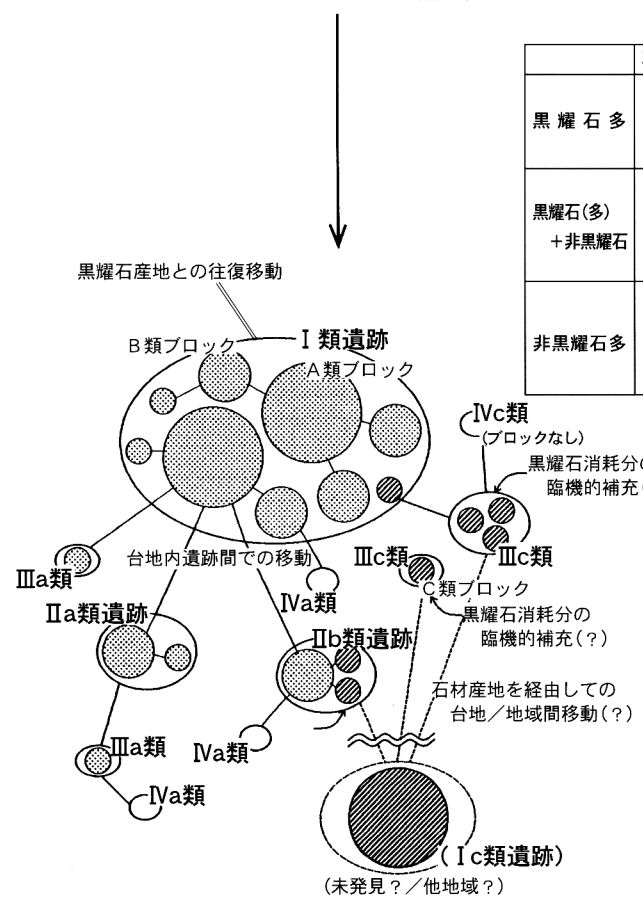 黒耀石多
黒耀石(多)
+非黒耀石
非黒耀石多
黒耀石産地との往復移動
B類ブロック
Ⅰ類遺跡
A類ブロック
Ⅳc類
(ブロックなし)
黒耀石消耗分の
臨機的補充(
台地内遺跡間での移動
Ⅲc類
Ⅲc類
Ⅲa類
Ⅳa類
C類ブロック
Ⅱa類遺跡
黒耀石消耗分の
臨機的補充(?)
Ⅱb類遺跡
石材産地を経由しての
台地/地域間移動(?)
Ⅲa類
Ⅳa類
Ⅳa類
(Ⅰc類遺跡)
(未発見?/他地域?)